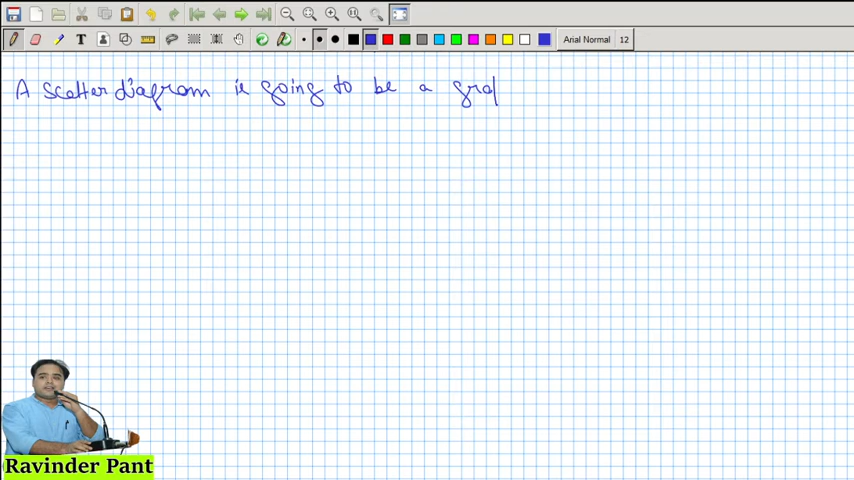 Arial Normal 12
A scatter diagram is going to be a gra
Ravinder Pant